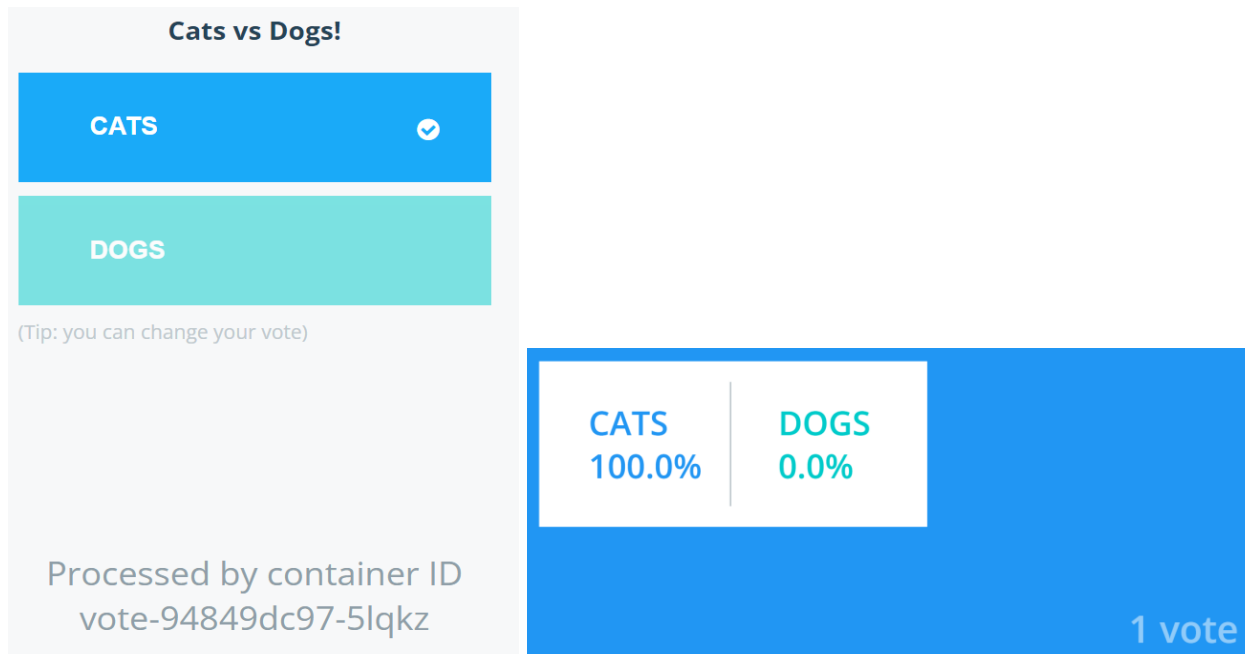 Cats vs Dogs!
CATS
DOGS
(Tip: you can change your vote)
Processed by container ID
vote-94849dc97-5lqkz
CATS
100.0%
DOGS
0.0%
1 vote